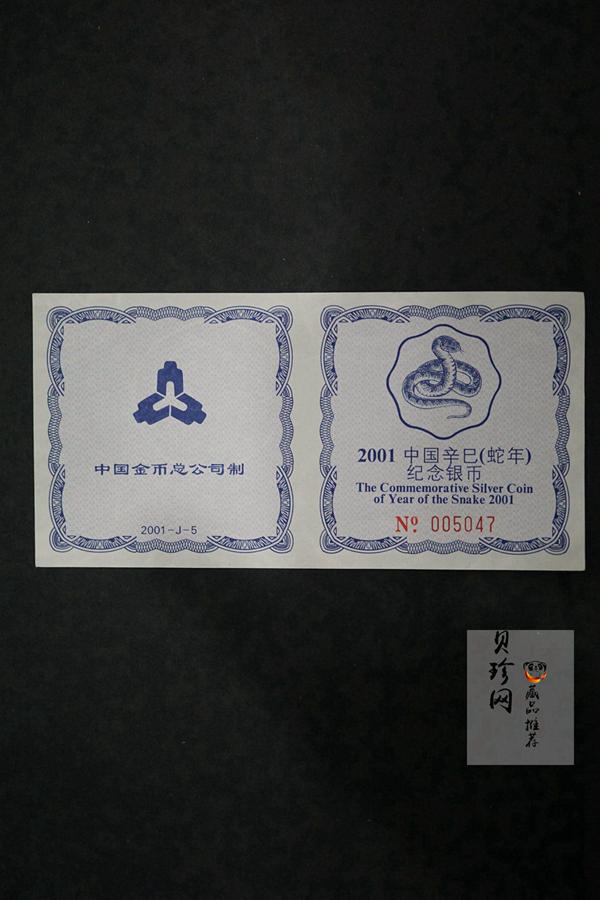 中国金币总公司制
2001-J-5
2001 中国辛巳(蛇年)
纪念银币
The Commemorative Silver Coin
of Year of the Snake 2001
Nº 005047
贝珍网
藏品推荐